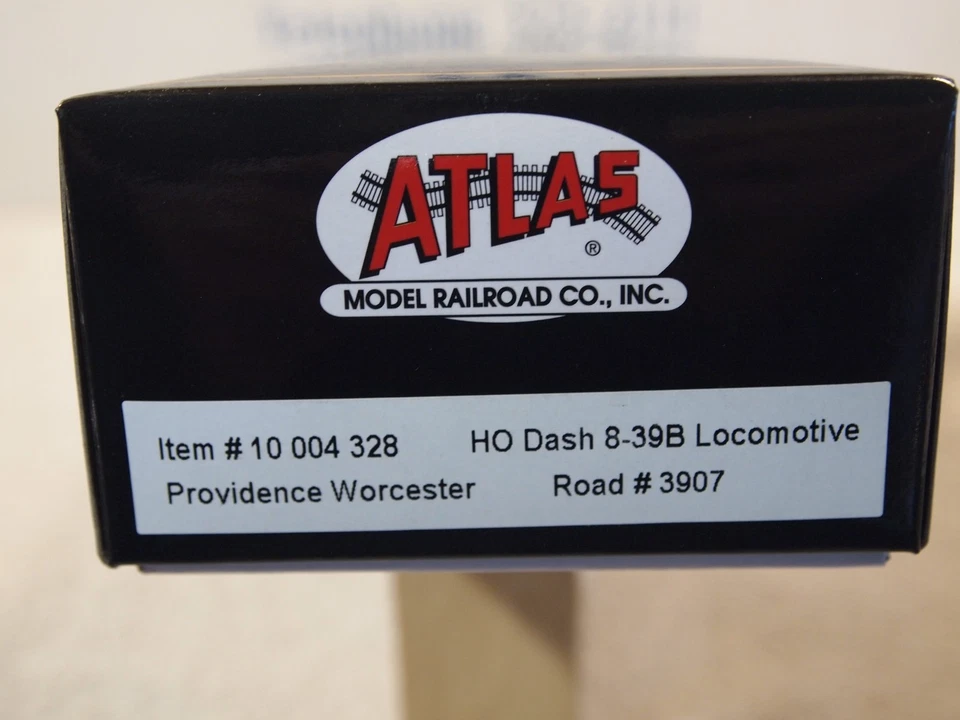 ATLAS
®
MODEL RAILROAD CO., INC.
Item # 10 004 328 HO Dash 8-39B Locomotive
Providence Worcester Road # 3907